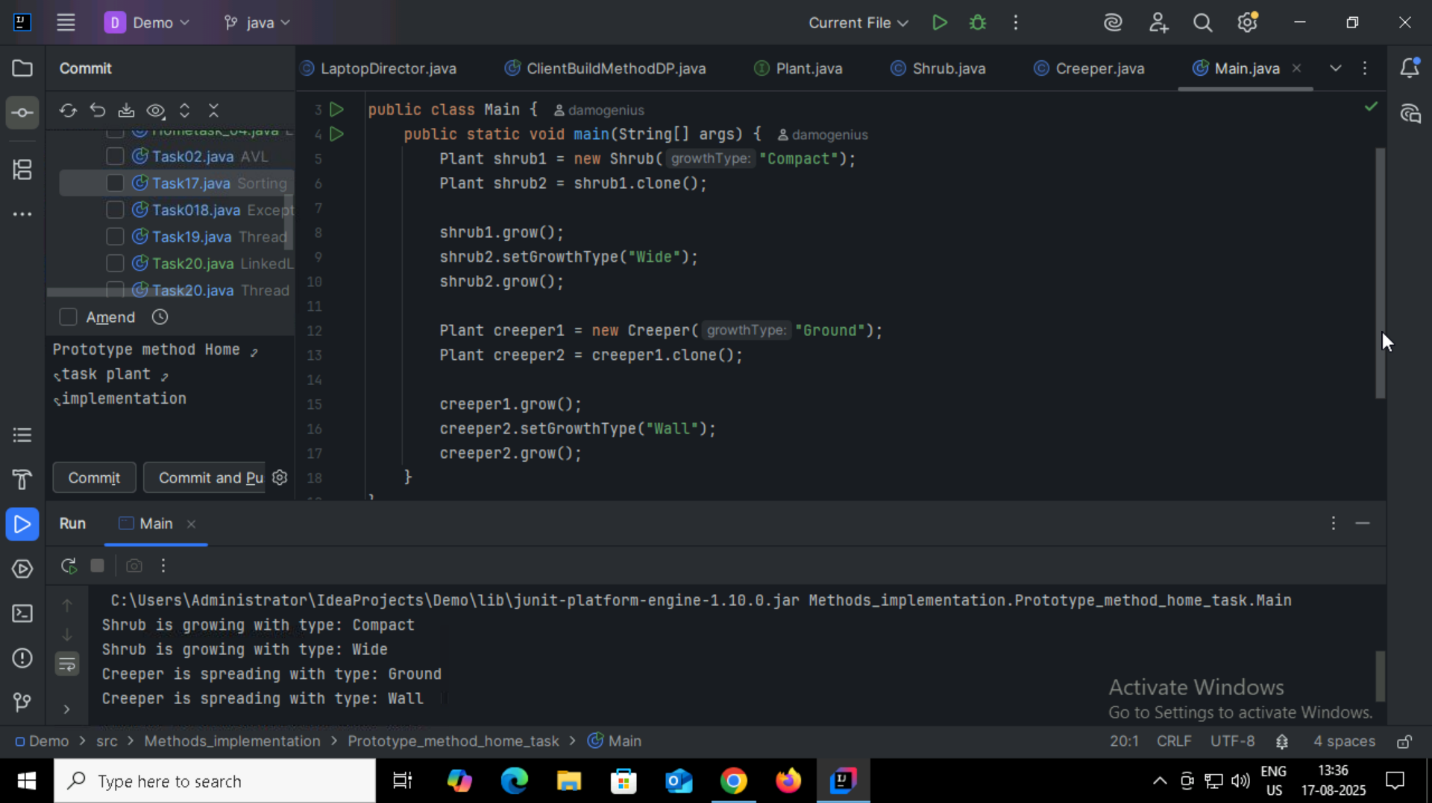 D Demo java Current File
Commit LaptopDirector.java ClientBuildMethodDP.java Plant.java Shrub.java Creeper.java Main.java
Task02.java AVL
Task17.java Sorting
Task018.java Except
Task19.java Thread
Task20.java LinkedL
Task20.java Thread
Amend
Prototype method Home
task plant
implementation
Commit Commit and Pu
3 public class Main { damogenius
4 public static void main(String[] args) { damogenius
5 Plant shrub1 = new Shrub( growthType: "Compact");
6 Plant shrub2 = shrub1.clone();
7
8 shrub1.grow();
9 shrub2.setGrowthType("Wide");
10 shrub2.grow();
11
12 Plant creeper1 = new Creeper( growthType: "Ground");
13 Plant creeper2 = creeper1.clone();
14
15 creeper1.grow();
16 creeper2.setGrowthType("Wall");
17 creeper2.grow();
18 }
}
Run Main
C:\Users\Administrator\IdeaProjects\Demo\lib\junit-platform-engine-1.10.0.jar Methods_implementation.Prototype_method_home_task.Main
Shrub is growing with type: Compact
Shrub is growing with type: Wide
Creeper is spreading with type: Ground
Creeper is spreading with type: Wall
Activate Windows
Go to Settings to activate Windows.
Demo > src > Methods_implementation > Prototype_method_home_task > Main 20:1 CRLF UTF-8 4 spaces
Type here to search ENG 13:36
US 17-08-2025